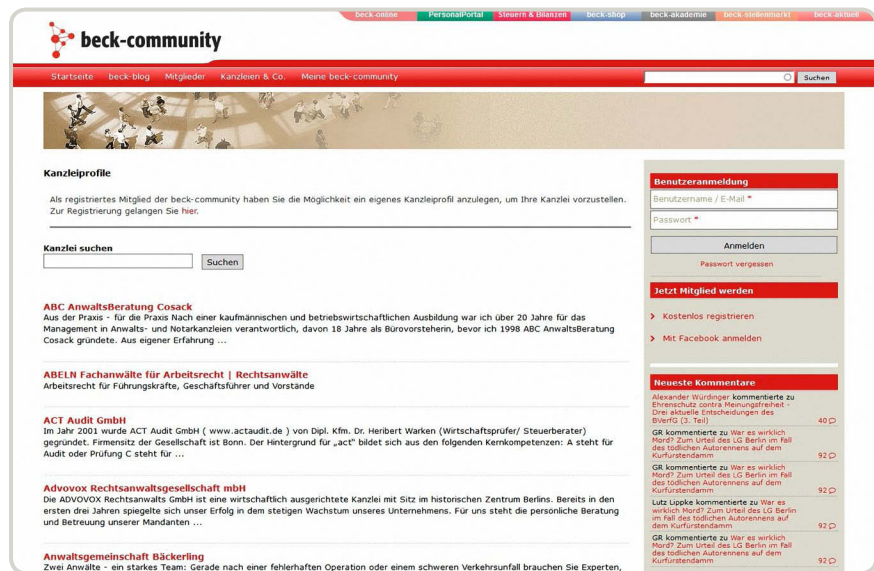 beck-online PersonalPortal Steuern & Bilanzen beck-shop beck-akademie beck-stellenmarkt beck-aktuell
beck-community
Startseite beck-blog Mitglieder Kanzleien & Co. Meine beck-community
Suchen
Kanzleiprofile
Als registriertes Mitglied der beck-community haben Sie die Möglichkeit ein eigenes Kanzleiprofil anzulegen, um Ihre Kanzlei vorzustellen.
Zur Registrierung gelangen Sie hier.
Kanzlei suchen
Suchen
ABC AnwaltsBeratung Cosack
Aus der Praxis - für die Praxis Nach einer kaufmännischen und betriebswirtschaftlichen Ausbildung war ich über 20 Jahre für das
Management in Anwalts- und Notarkanzleien verantwortlich, davon 18 Jahre als Bürovorsteherin, bevor ich 1998 ABC AnwaltsBeratung
Cosack gründete. Aus eigener Erfahrung ...
ABELN Fachanwälte für Arbeitsrecht | Rechtsanwälte
Arbeitsrecht für Führungskräfte, Geschäftsführer und Vorstände
ACT Audit GmbH
Im Jahr 2001 wurde ACT Audit GmbH ( www.actaudit.de ) von Dipl. Kfm. Dr. Heribert Warken (Wirtschaftsprüfer/ Steuerberater)
gegründet. Firmensitz der Gesellschaft ist Bonn. Der Hintergrund für „act" bildet sich aus den folgenden Kernkompetenzen: A steht für
Audit oder Prüfung C steht für ...
Advovox Rechtsanwaltsgesellschaft mbH
Die ADVOVOX Rechtsanwalts GmbH ist eine wirtschaftlich ausgerichtete Kanzlei mit Sitz im historischen Zentrum Berlins. Bereits in den
ersten drei Jahren spiegelte sich unser Erfolg in dem stetigen Wachstum unseres Unternehmens. Für uns steht die persönliche Beratung
und Betreuung unserer Mandanten ...
Anwaltsgemeinschaft Bäckerling
Zwei Anwälte - ein starkes Team: Gerade nach einer fehlerhaften Operation oder einem schweren Verkehrsunfall brauchen Sie Experten,
Benutzeranmeldung
Benutzername / E-Mail *
Passwort *
Anmelden
Passwort vergessen
Jetzt Mitglied werden
Kostenlos registrieren
Mit Facebook anmelden
Neueste Kommentare
Alexander Würdinger kommentierte zu
Ehrenschutz contra Meinungsfreiheit -
Drei aktuelle Entscheidungen des
BVerfG (3. Teil) 40
GR kommentierte zu War es wirklich
Mord? Zum Urteil des LG Berlin im Fall
des tödlichen Autorennens auf dem
Kurfürstendamm 92
GR kommentierte zu War es wirklich
Mord? Zum Urteil des LG Berlin im Fall
des tödlichen Autorennens auf dem
Kurfürstendamm 92
Lutz Lippke kommentierte zu War es
wirklich Mord? Zum Urteil des LG Berlin
im Fall des tödlichen Autorennens auf
dem Kurfürstendamm 92
GR kommentierte zu War es wirklich
Mord? Zum Urteil des LG Berlin im Fall
des tödlichen Autorennens auf dem
Kurfürstendamm 92